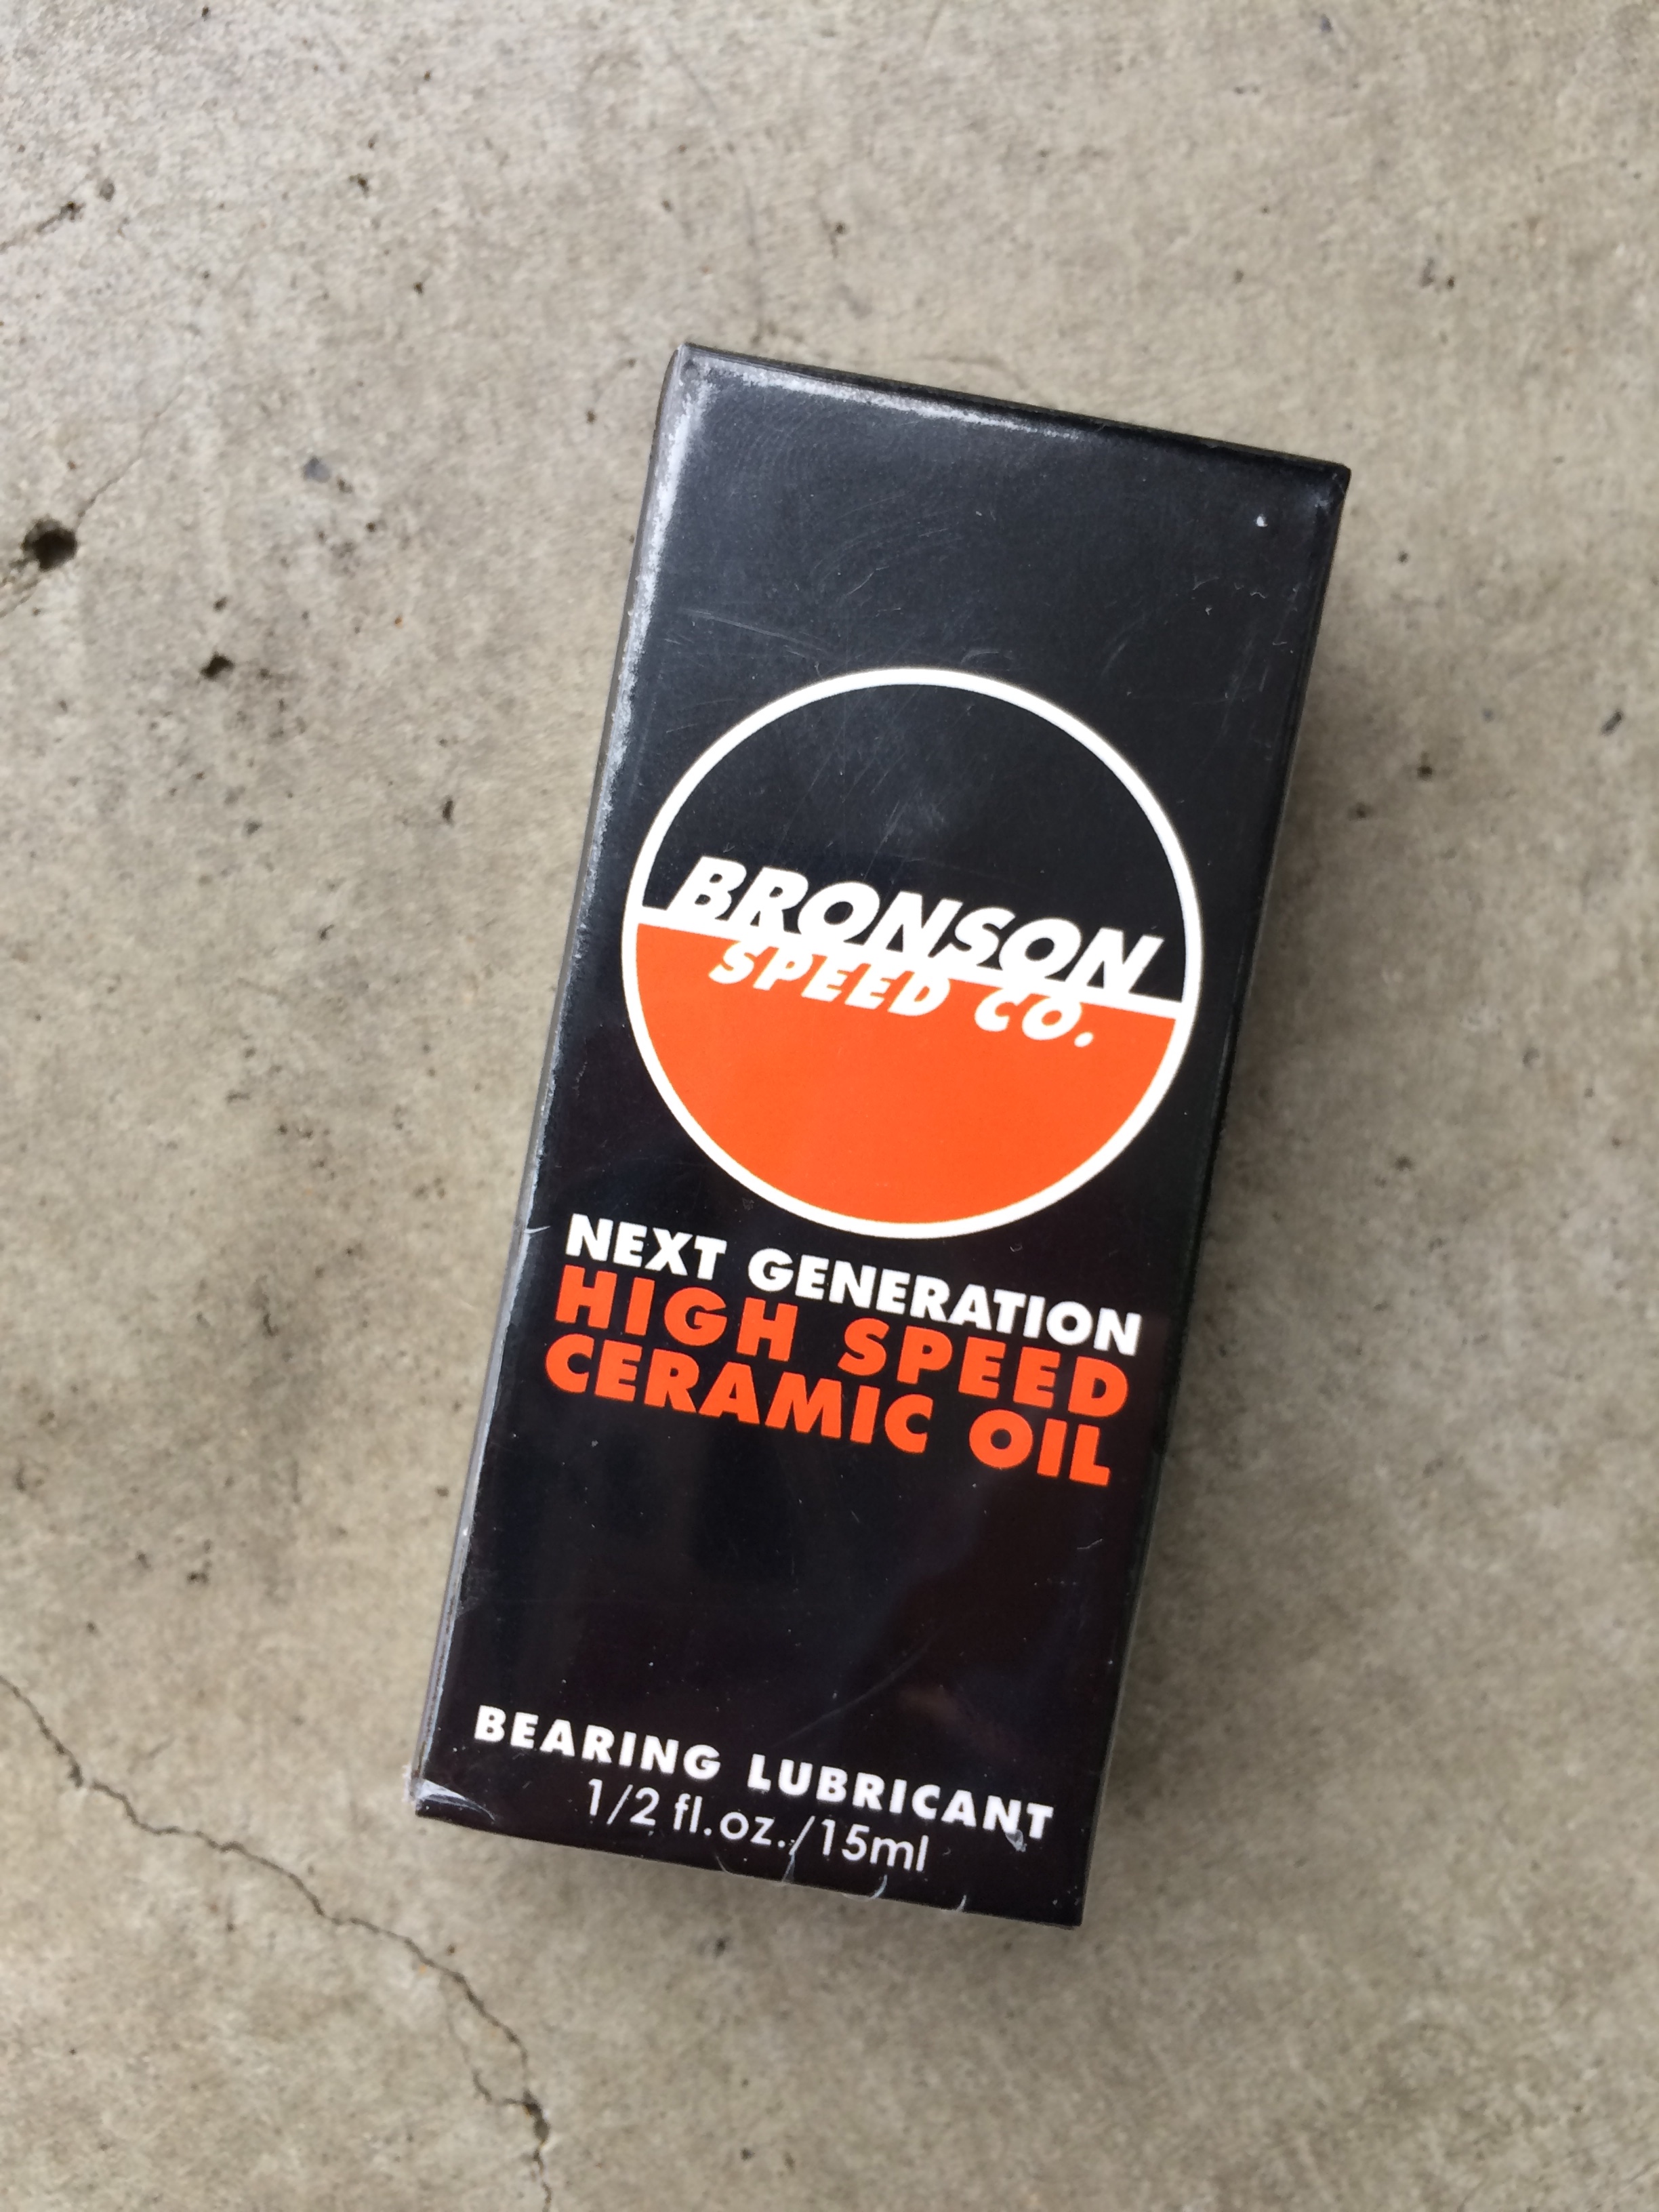 BRONSON
SPEED CO.
NEXT GENERATION
HIGH SPEED
CERAMIC OIL
BEARING LUBRICANT
1/2 fl.oz./15ml